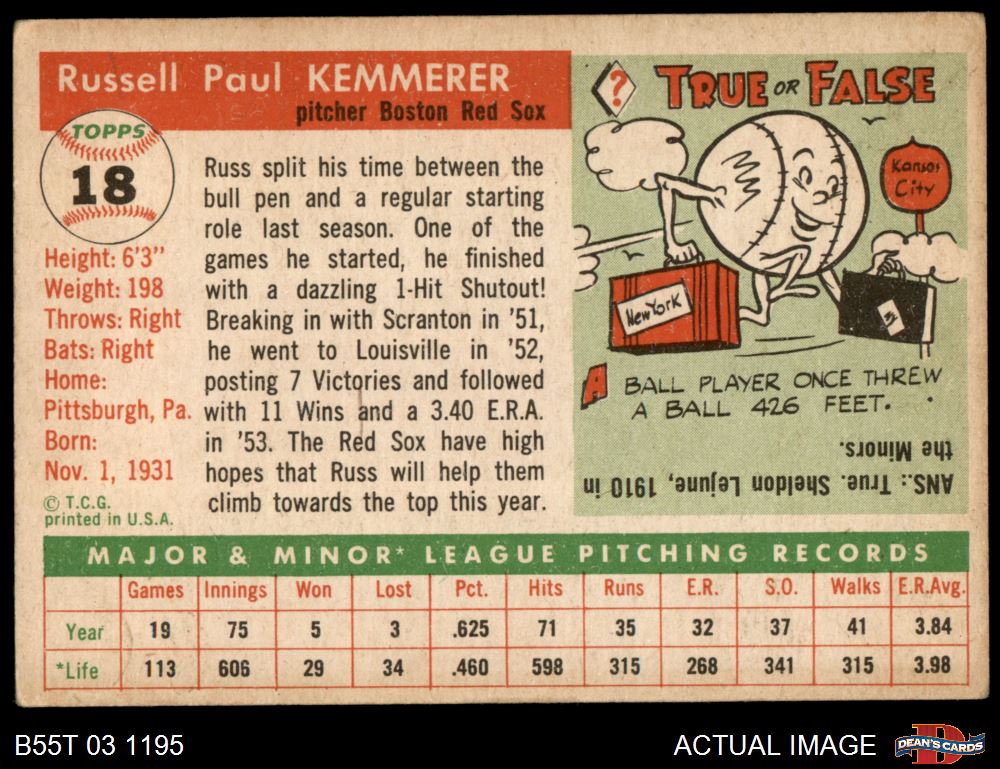 Russell Paul KEMMERER
pitcher Boston Red Sox
TOPPS
18
Height: 6'3"
Weight: 198
Throws: Right
Bats: Right
Home:
Pittsburgh, Pa.
Born:
Nov. 1, 1931
© T.C.G.
printed in U.S.A.
Russ split his time between the
bull pen and a regular starting
role last season. One of the
games he started, he finished
with a dazzling 1-Hit Shutout!
Breaking in with Scranton in '51,
he went to Louisville in '52,
posting 7 Victories and followed
with 11 Wins and a 3.40 E.R.A.
in '53. The Red Sox have high
hopes that Russ will help them
climb towards the top this year.
?
TRUE OR FALSE
Kansas
City
New York
A BALL PLAYER ONCE THREW
A BALL 426 FEET.
ANS.: True. Sheldon Lejune, 1910 in
the Minors.
MAJOR & MINOR* LEAGUE PITCHING RECORDS
Games Innings Won Lost Pct. Hits Runs E.R. S.O. Walks E.R.Avg.
Year 19 75 5 3 .625 71 35 32 37 41 3.84
*Life 113 606 29 34 .460 598 315 268 341 315 3.98
B55T 03 1195
ACTUAL IMAGE
D
DEAN'S CARDS